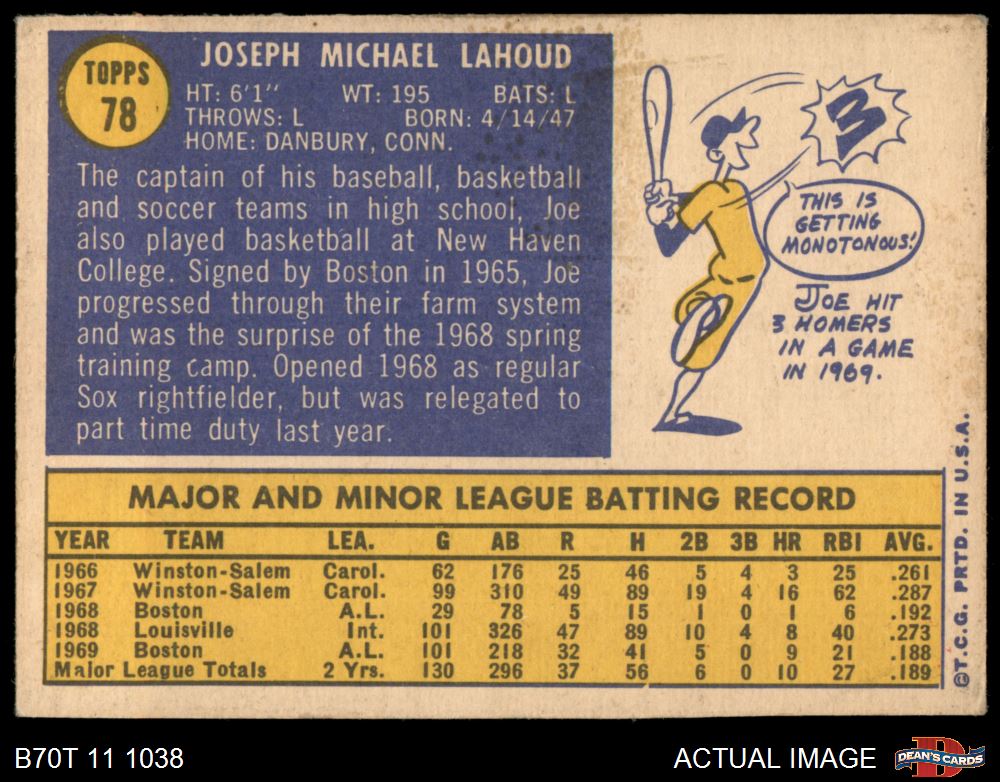 TOPPS
78
JOSEPH MICHAEL LAHOUD
HT: 6'1" WT: 195 BATS: L
THROWS: L BORN: 4/14/47
HOME: DANBURY, CONN.
The captain of his baseball, basketball
and soccer teams in high school, Joe
also played basketball at New Haven
College. Signed by Boston in 1965, Joe
progressed through their farm system
and was the surprise of the 1968 spring
training camp. Opened 1968 as regular
Sox rightfielder, but was relegated to
part time duty last year.
3
THIS IS
GETTING
MONOTONOUS!
JOE HIT
3 HOMERS
IN A GAME
IN 1969.
MAJOR AND MINOR LEAGUE BATTING RECORD
YEAR TEAM LEA. G AB R H 2B 3B HR RBI AVG.
1966 Winston-Salem Carol. 62 176 25 46 5 4 3 25 .261
1967 Winston-Salem Carol. 99 310 49 89 19 4 16 62 .287
1968 Boston A.L. 29 78 5 15 1 0 1 6 .192
1968 Louisville Int. 101 326 47 89 10 4 8 40 .273
1969 Boston A.L. 101 218 32 41 5 0 9 21 .188
Major League Totals 2 Yrs. 130 296 37 56 6 0 10 27 .189
©T.C.G. PRTD. IN U.S.A.
B70T 11 1038
ACTUAL IMAGE
D
DEAN'S CARDS